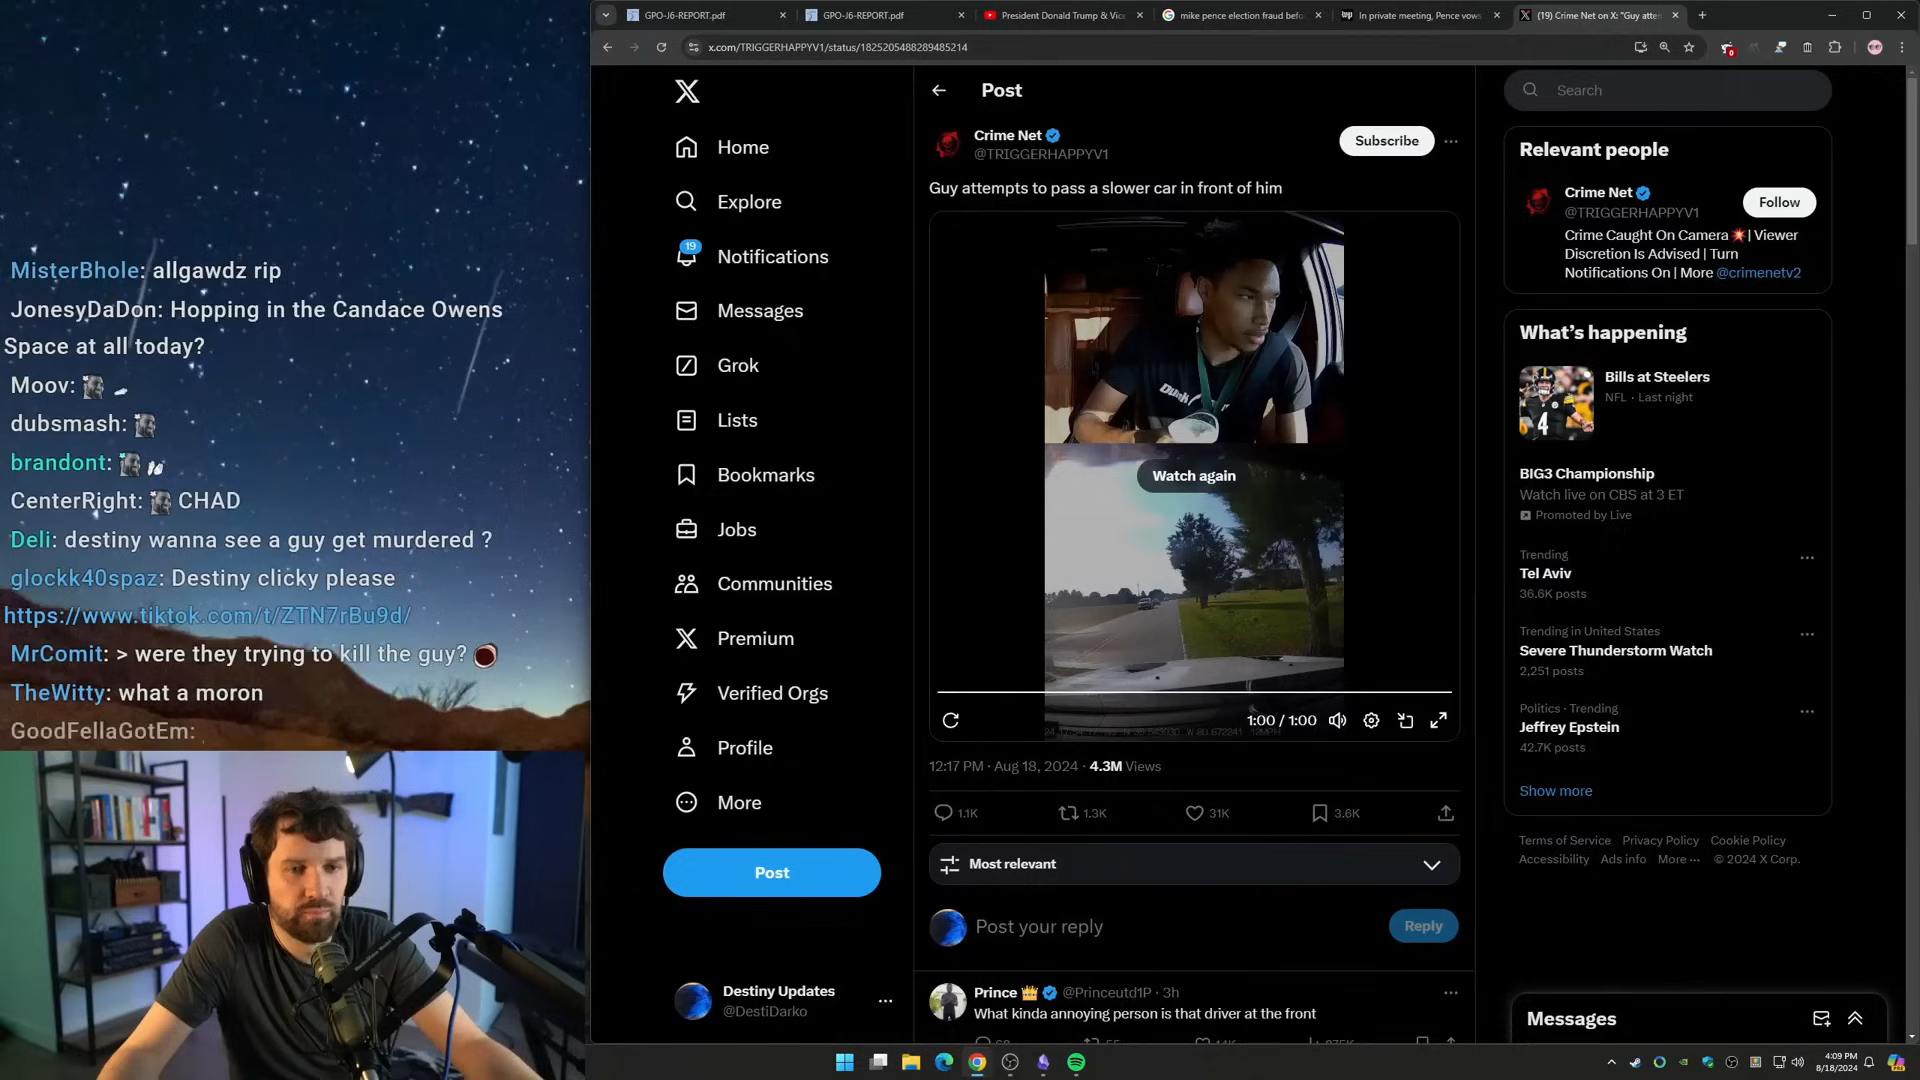 GPO-J6-REPORT.pdf
GPO-J6-REPORT.pdf
President Donald Trump & Vice
mike pence election fraud befo
In private meeting, Pence vows
(19) Crime Net on X: "Guy atten
x.com/TRIGGERHAPPYV1/status/1825205488289485214
MisterBhole: allgawdz rip
JonesyDaDon: Hopping in the Candace Owens
Space at all today?
Moov:
dubsmash:
brandont:
CenterRight: CHAD
Deli: destiny wanna see a guy get murdered ?
glockk40spaz: Destiny clicky please
https://www.tiktok.com/t/ZTN7rBu9d/
MrComit: > were they trying to kill the guy?
TheWitty: what a moron
GoodFellaGotEm:
Home
Explore
19
Notifications
Messages
Grok
Lists
Bookmarks
Jobs
Communities
Premium
Verified Orgs
Profile
More
Post
Destiny Updates
@DestiDarko
Post
Crime Net
@TRIGGERHAPPYV1
Subscribe
Guy attempts to pass a slower car in front of him
Watch again
1:00 / 1:00
12:17 PM · Aug 18, 2024 · 4.3M Views
1.1K
1.3K
31K
3.6K
Most relevant
Post your reply
Reply
Prince @Princeutd1P · 3h
What kinda annoying person is that driver at the front
Search
Relevant people
Crime Net
@TRIGGERHAPPYV1
Follow
Crime Caught On Camera | Viewer
Discretion Is Advised | Turn
Notifications On | More @crimenetv2
What's happening
Bills at Steelers
NFL · Last night
BIG3 Championship
Watch live on CBS at 3 ET
Promoted by Live
Trending
Tel Aviv
36.6K posts
Trending in United States
Severe Thunderstorm Watch
2,251 posts
Politics · Trending
Jeffrey Epstein
42.7K posts
Show more
Terms of Service Privacy Policy Cookie Policy
Accessibility Ads info More ··· © 2024 X Corp.
Messages
4:09 PM
8/18/2024